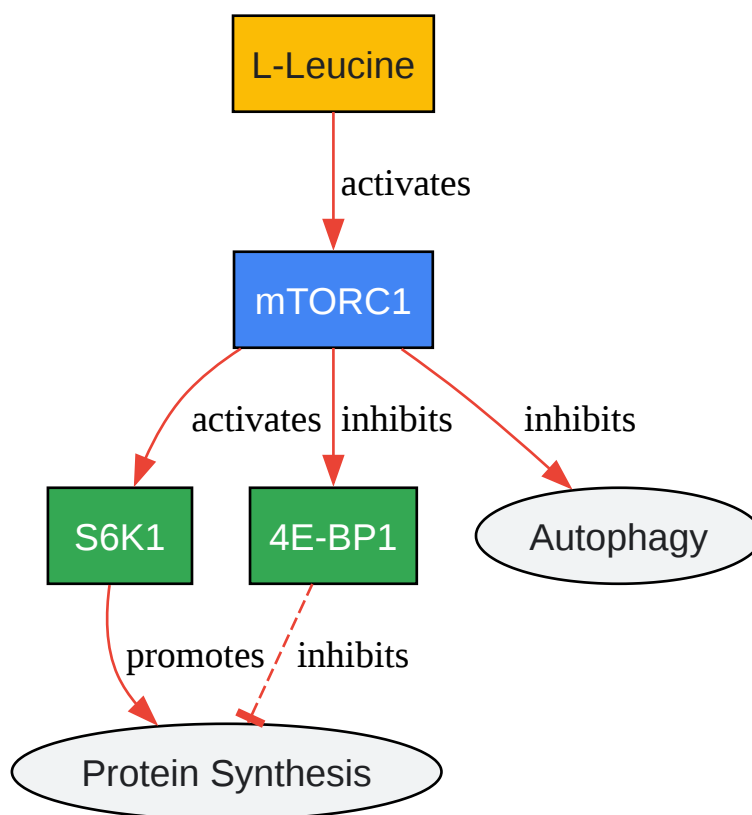 L-Leucine
activates
mTORC1
activates
inhibits
inhibits
S6K1
4E-BP1
Autophagy
promotes
inhibits
Protein Synthesis